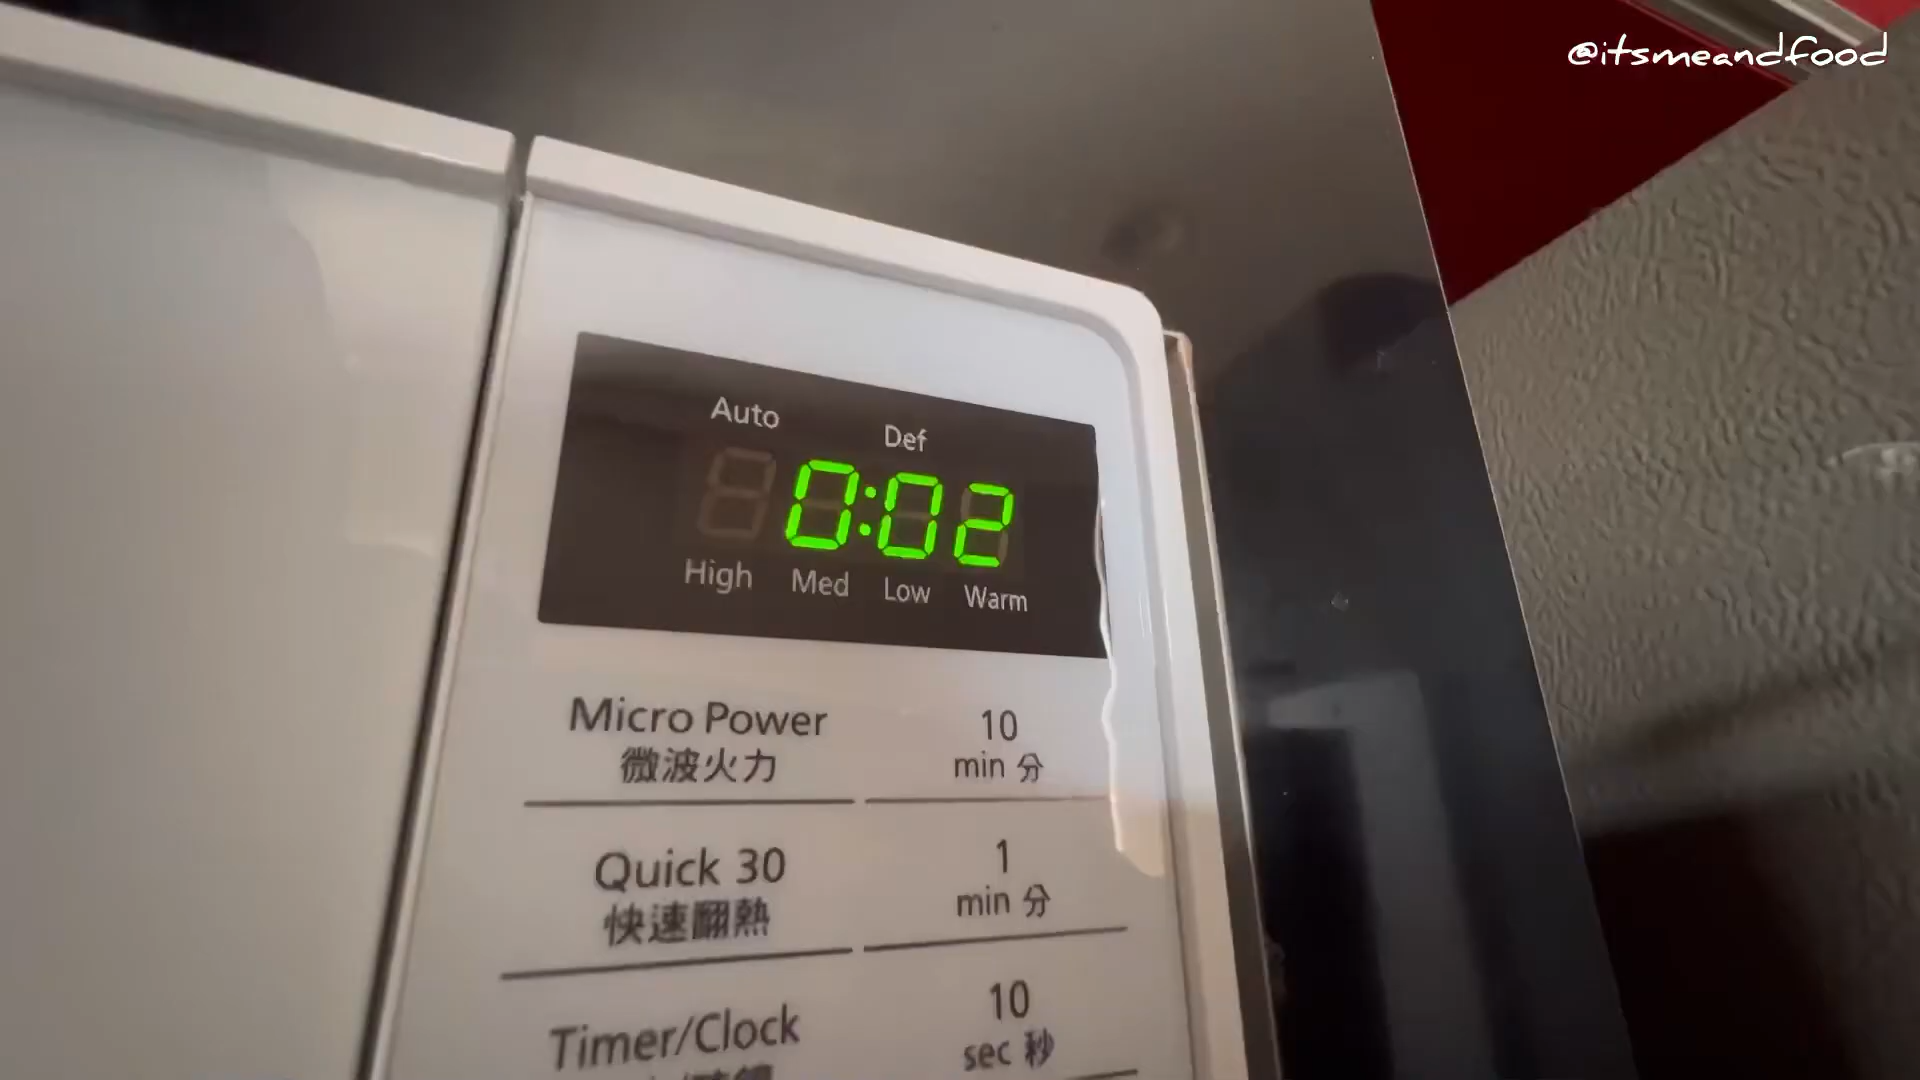 @itsmeandfood
Auto Def
0:02
High Med Low Warm
Micro Power
微波火力
10
min 分
Quick 30
快速翻熱
1
min 分
Timer/Clock
10
sec 秒